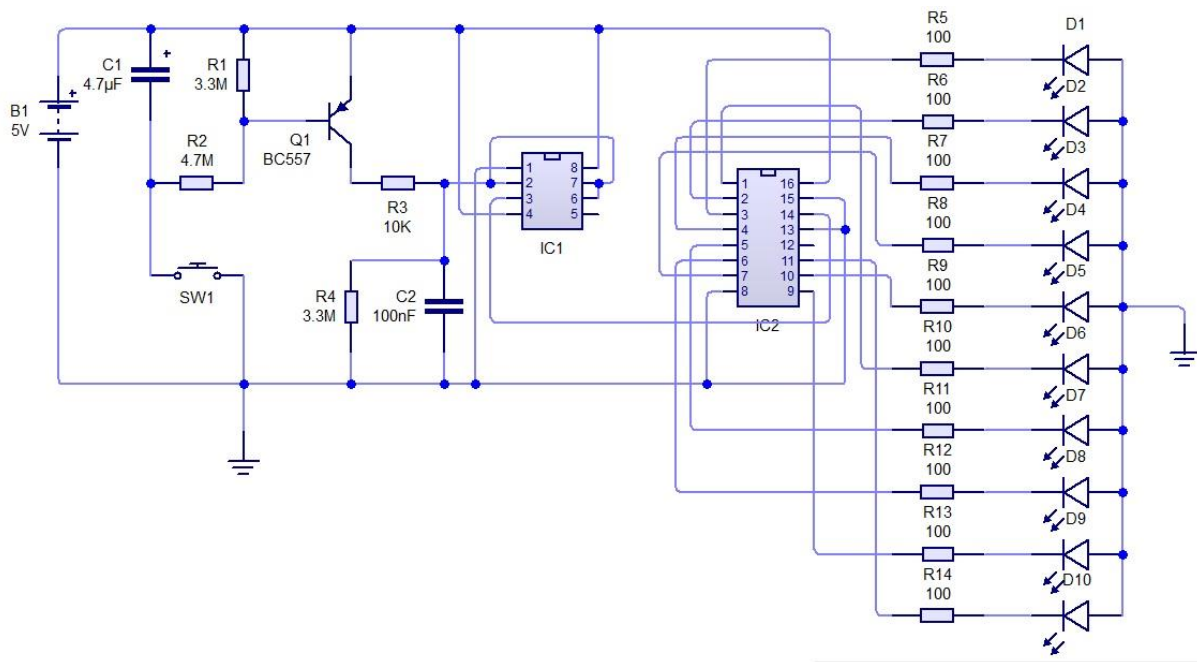 B1
5V
C1
4.7µF
+
+
R1
3.3M
R2
4.7M
SW1
Q1
BC557
R3
10K
R4
3.3M
C2
100nF
1
2
3
4
8
7
6
5
IC1
1
2
3
4
5
6
7
8
16
15
14
13
12
11
10
9
IC2
R5
100
R6
100
R7
100
R8
100
R9
100
R10
100
R11
100
R12
100
R13
100
R14
100
D1
D2
D3
D4
D5
D6
D7
D8
D9
D10